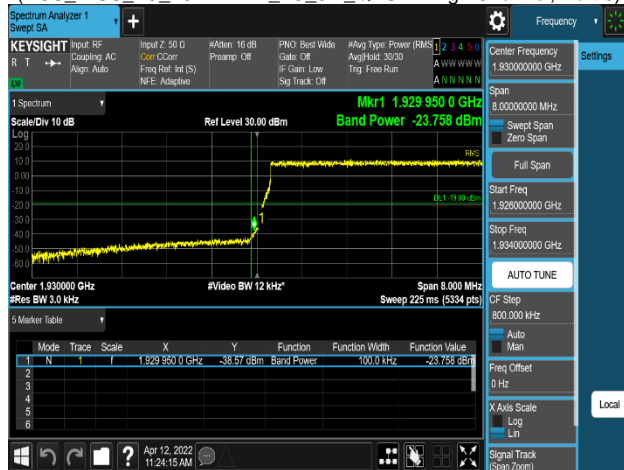 Spectrum Analyzer 1
Swept SA
Frequency
Settings
KEYSIGHT
R T
Input: RF
Coupling: AC
Align: Auto
Input Z: 50 Ω
Corr CCorr
Freq Ref: Int (S)
NFE: Adaptive
#Atten: 16 dB
Preamp: Off
PNO: Best Wide
Gate: Off
IF Gain: Low
Sig Track: Off
#Avg Type: Power (RMS
Avg|Hold: 30/30
Trig: Free Run
1 2 3 4 5 6
A W W W W W
A N N N N N
1 Spectrum
Scale/Div 10 dB
Ref Level 30.00 dBm
Mkr1 1.929 950 0 GHz
Band Power -23.758 dBm
Log
20.0
10.0
0.00
-10.0
-20.0
-30.0
-40.0
-50.0
-60.0
RMS
DL1 -19.00 dBm
1
Center 1.930000 GHz
#Res BW 3.0 kHz
#Video BW 12 kHz*
Span 8.000 MHz
Sweep 225 ms (5334 pts)
5 Marker Table
Mode Trace Scale X Y Function Function Width Function Value
1 N 1 f 1.929 950 0 GHz -38.57 dBm Band Power 100.0 kHz -23.758 dBm
2
3
4
5
6
Apr 12, 2022
11:24:15 AM
Center Frequency
1.930000000 GHz
Span
8.00000000 MHz
Swept Span
Zero Span
Full Span
Start Freq
1.926000000 GHz
Stop Freq
1.934000000 GHz
AUTO TUNE
CF Step
800.000 kHz
Auto
Man
Freq Offset
0 Hz
X Axis Scale
Log
Lin
Signal Track
(Span Zoom)
Local